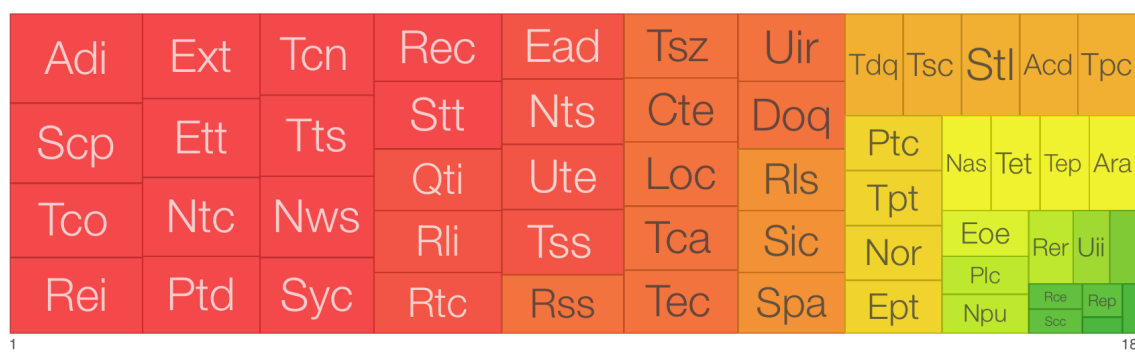 Adi
Scp
Tco
Rei
Ext
Ett
Ntc
Ptd
Tcn
Tts
Nws
Syc
Rec
Stt
Qti
Rli
Rtc
Ead
Nts
Ute
Tss
Rss
Tsz
Cte
Loc
Tca
Tec
Uir
Doq
Rls
Sic
Spa
Tdq
Tsc
Stl
Acd
Tpc
Ptc
Tpt
Nor
Ept
Nas
Tet
Tep
Ara
Eoe
Plc
Npu
Rer
Uii
Rce
Scc
Rep
1
18